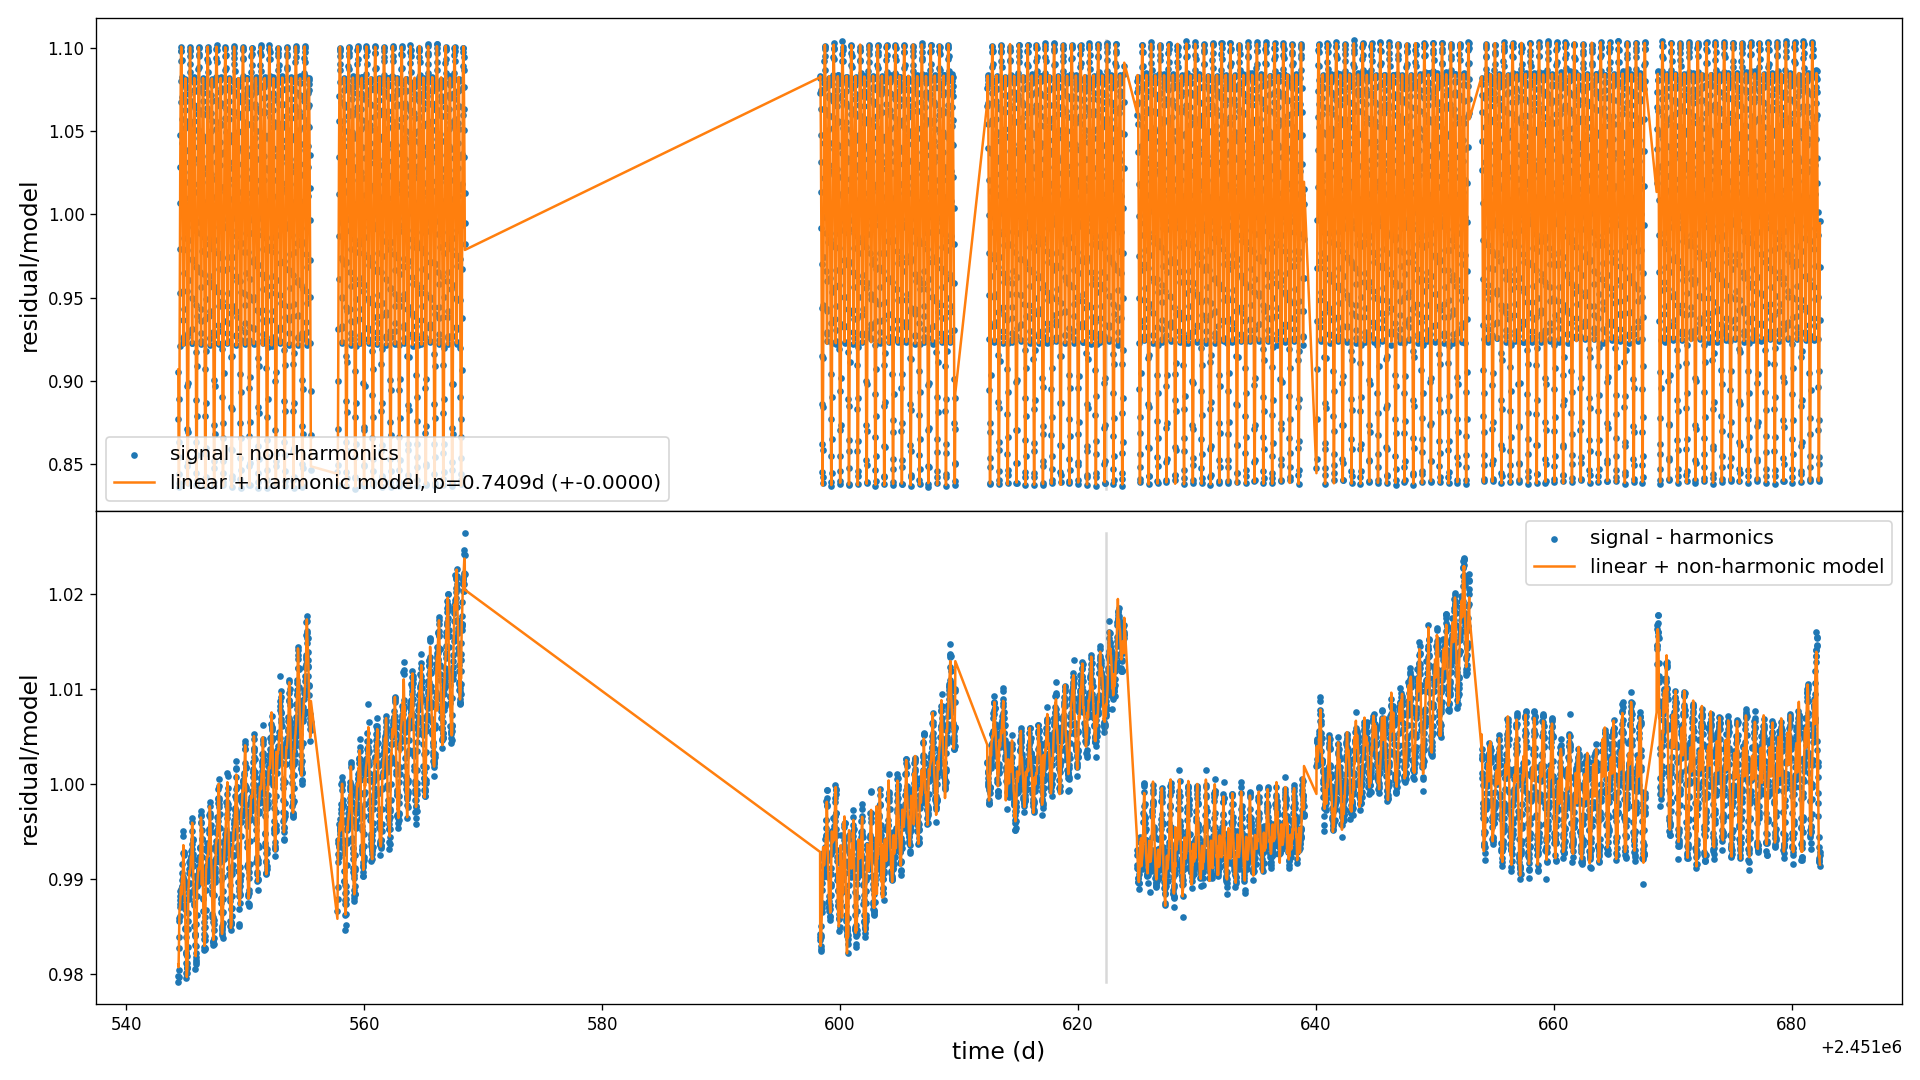 1.10
1.05
1.00
0.95
0.90
0.85
residual/model
signal - non-harmonics
linear + harmonic model, p=0.7409d (+-0.0000)
signal - harmonics
linear + non-harmonic model
1.02
1.01
1.00
0.99
0.98
residual/model
540 560 580 600 620 640 660 680
time (d)
+2.451e6